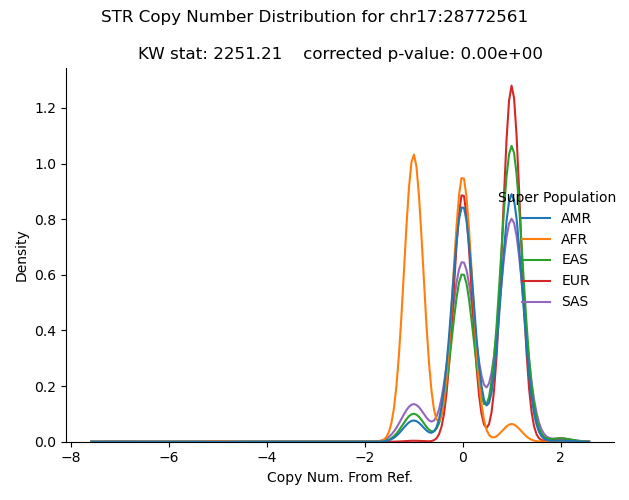 STR Copy Number Distribution for chr17:28772561
KW stat: 2251.21    corrected p-value: 0.00e+00
Density
1.2
1.0
0.8
0.6
0.4
0.2
0.0
Super Population
AMR
AFR
EAS
EUR
SAS
−8 −6 −4 −2 0 2
Copy Num. From Ref.